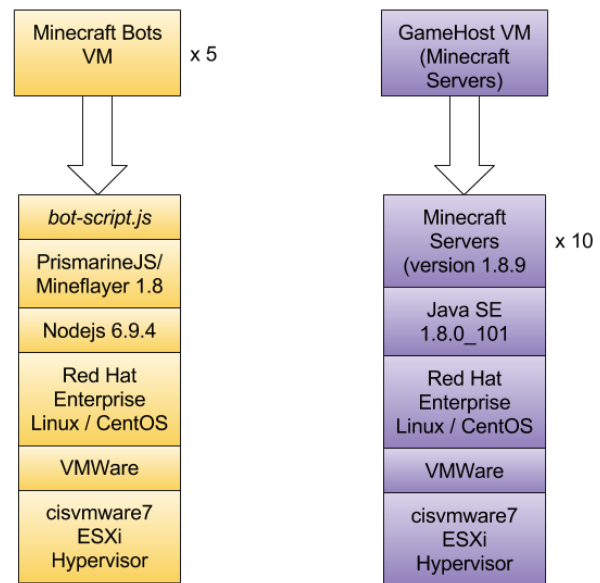 Minecraft Bots
VM
x 5
bot-script.js
PrismarineJS/
Mineflayer 1.8
Nodejs 6.9.4
Red Hat
Enterprise
Linux / CentOS
VMWare
cisvmware7
ESXi
Hypervisor
GameHost VM
(Minecraft
Servers)
Minecraft
Servers
(version 1.8.9
x 10
Java SE
1.8.0_101
Red Hat
Enterprise
Linux / CentOS
VMWare
cisvmware7
ESXi
Hypervisor